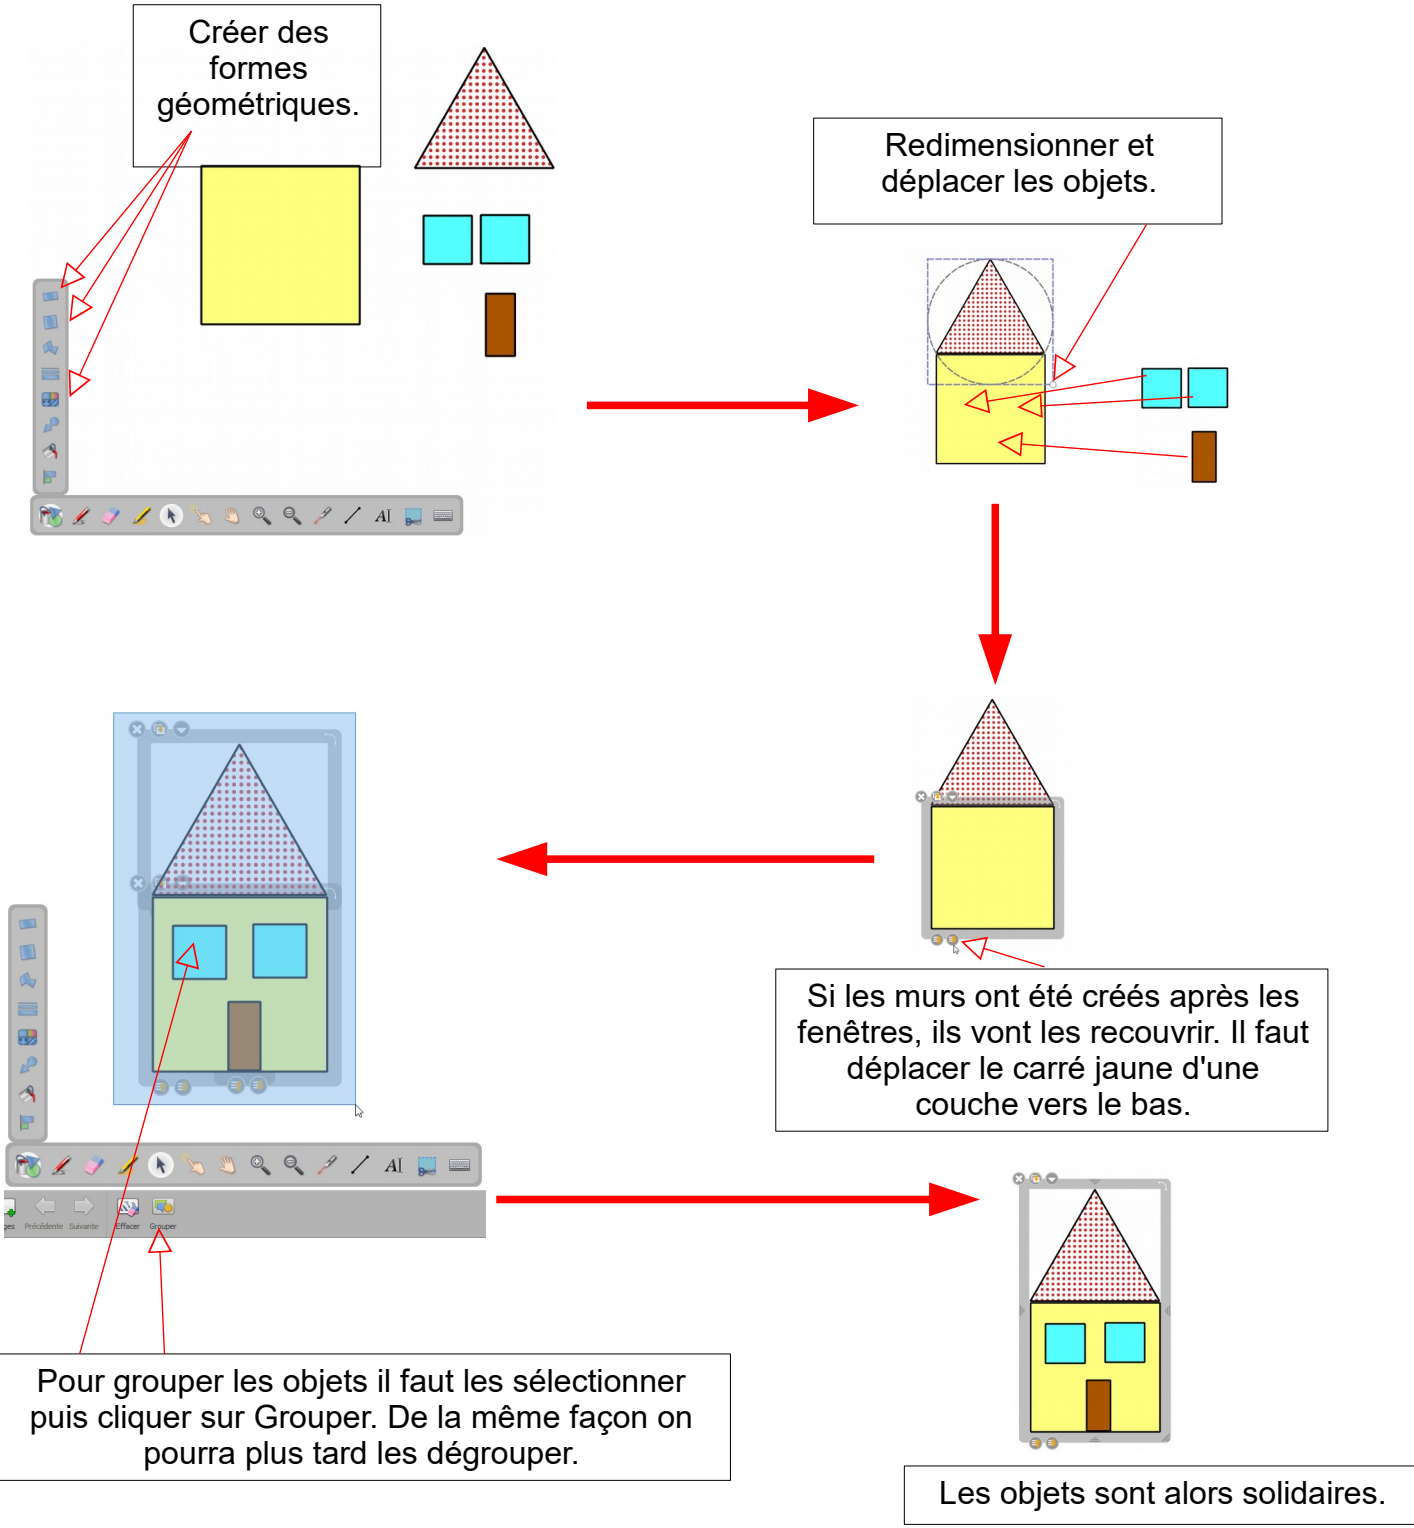 Créer des
formes
géométriques.
Redimensionner et
déplacer les objets.
Si les murs ont été créés après les
fenêtres, ils vont les recouvrir. Il faut
déplacer le carré jaune d'une
couche vers le bas.
AI
AI
ges Précédente Suivante Effacer Grouper
Pour grouper les objets il faut les sélectionner
puis cliquer sur Grouper. De la même façon on
pourra plus tard les dégrouper.
Les objets sont alors solidaires.